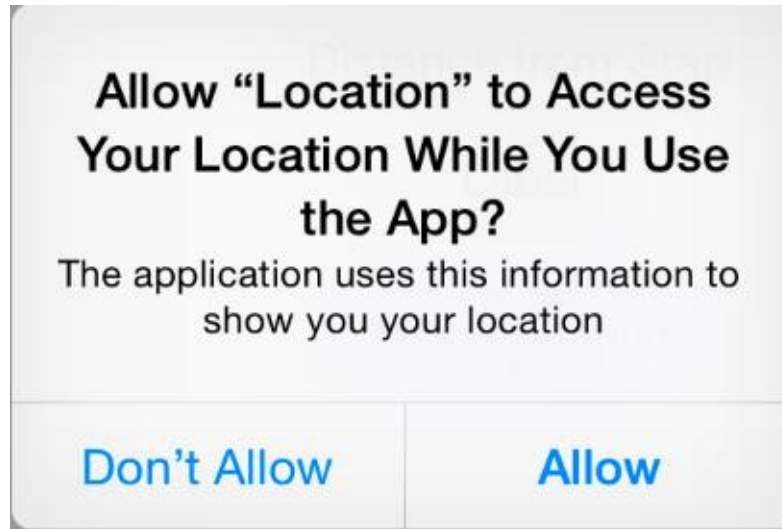 Allow “Location” to Access
Your Location While You Use
the App?
The application uses this information to
show you your location
Don’t Allow
Allow